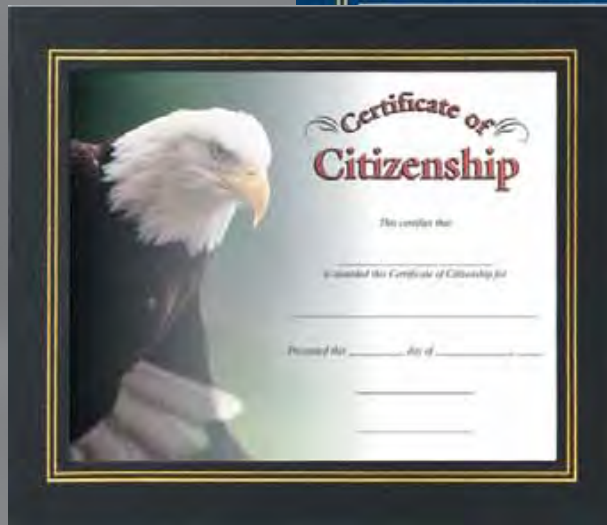 Certificate of
Citizenship
This certifies that
is awarded this Certificate of Citizenship for
Presented this day of